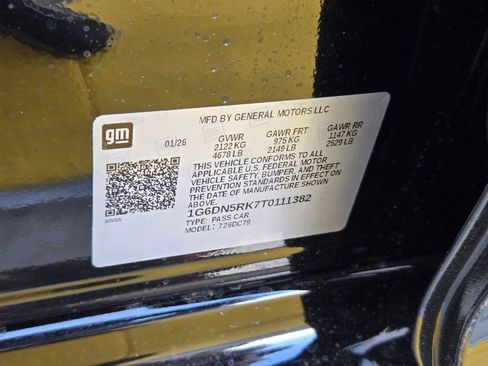 MFD BY GENERAL MOTORS LLC
gm
01/26
GVWR
2122 KG
4678 LB
GAWR FRT
975 KG
2149 LB
GAWR RR
1147 KG
2529 LB
THIS VEHICLE CONFORMS TO ALL
APPLICABLE U.S. FEDERAL MOTOR
VEHICLE SAFETY, BUMPER, AND THEFT
PREVENTION STANDARDS IN EFFECT ON
THE DATE OF MANUFACTURE SHOWN
ABOVE.
1G6DN5RK7T0111382
TYPE: PASS CAR
MODEL: 726DC79